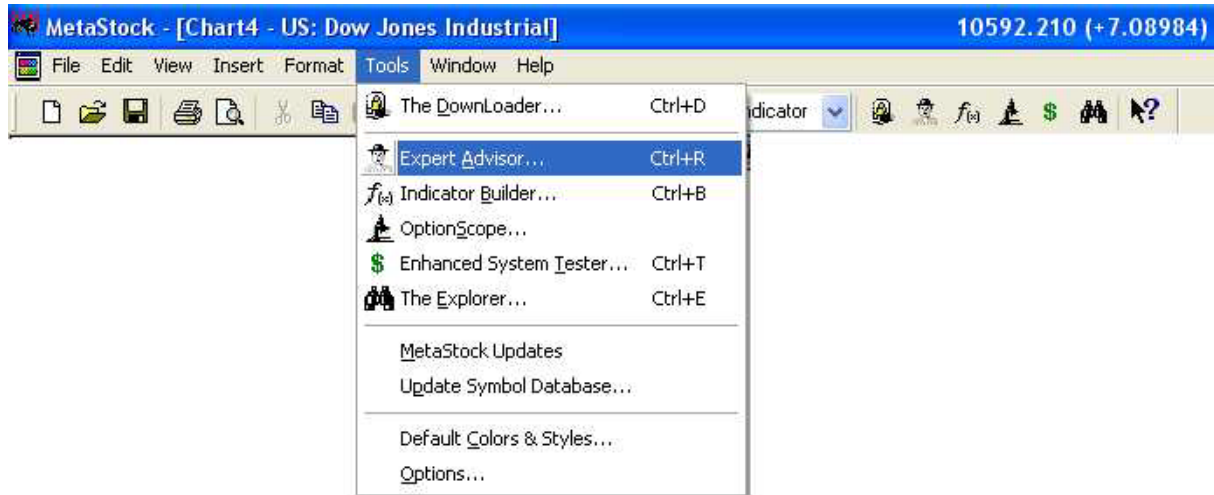 MetaStock - [Chart4 - US: Dow Jones Industrial] 10592.210 (+7.08984)
File Edit View Insert Format Tools Window Help
The DownLoader... Ctrl+D
Expert Advisor... Ctrl+R
f(x) Indicator Builder... Ctrl+B
OptionScope...
$ Enhanced System Tester... Ctrl+T
The Explorer... Ctrl+E
MetaStock Updates
Update Symbol Database...
Default Colors & Styles...
Options...
dicator f(x) $ ?